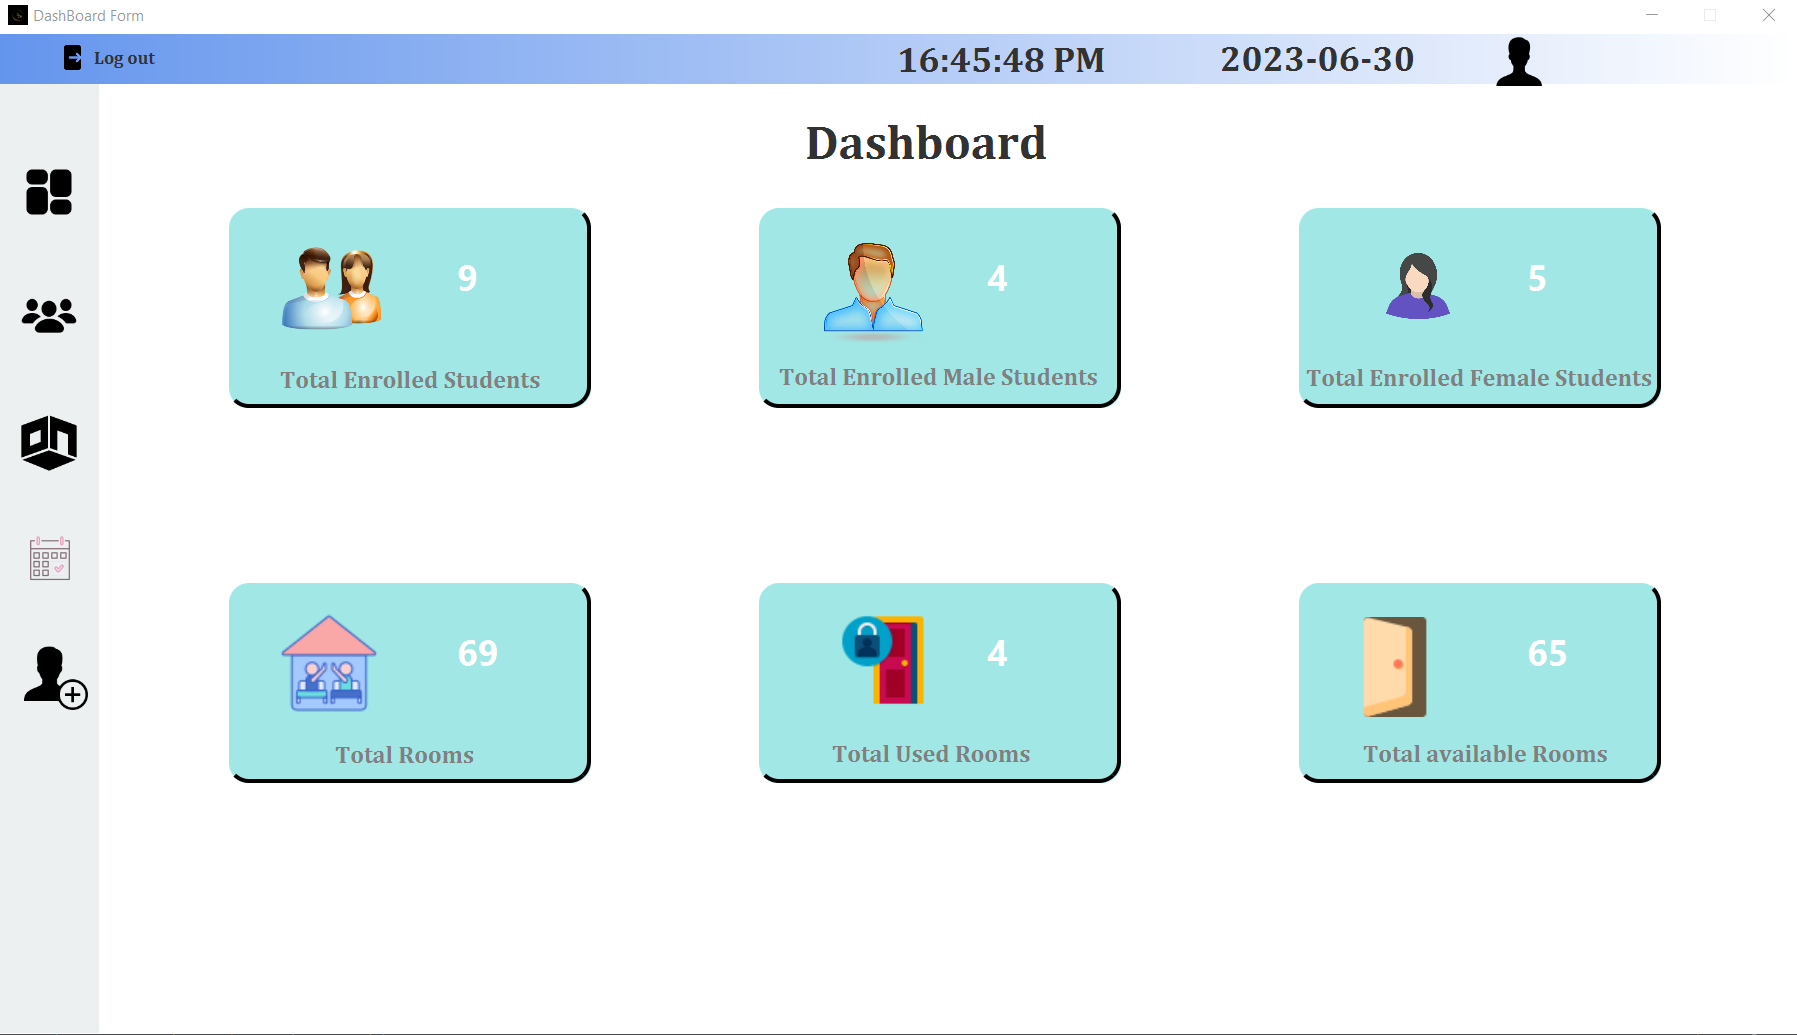 DashBoard Form
Log out
16:45:48 PM
2023-06-30
Dashboard
9
Total Enrolled Students
4
Total Enrolled Male Students
5
Total Enrolled Female Students
69
Total Rooms
4
Total Used Rooms
65
Total available Rooms